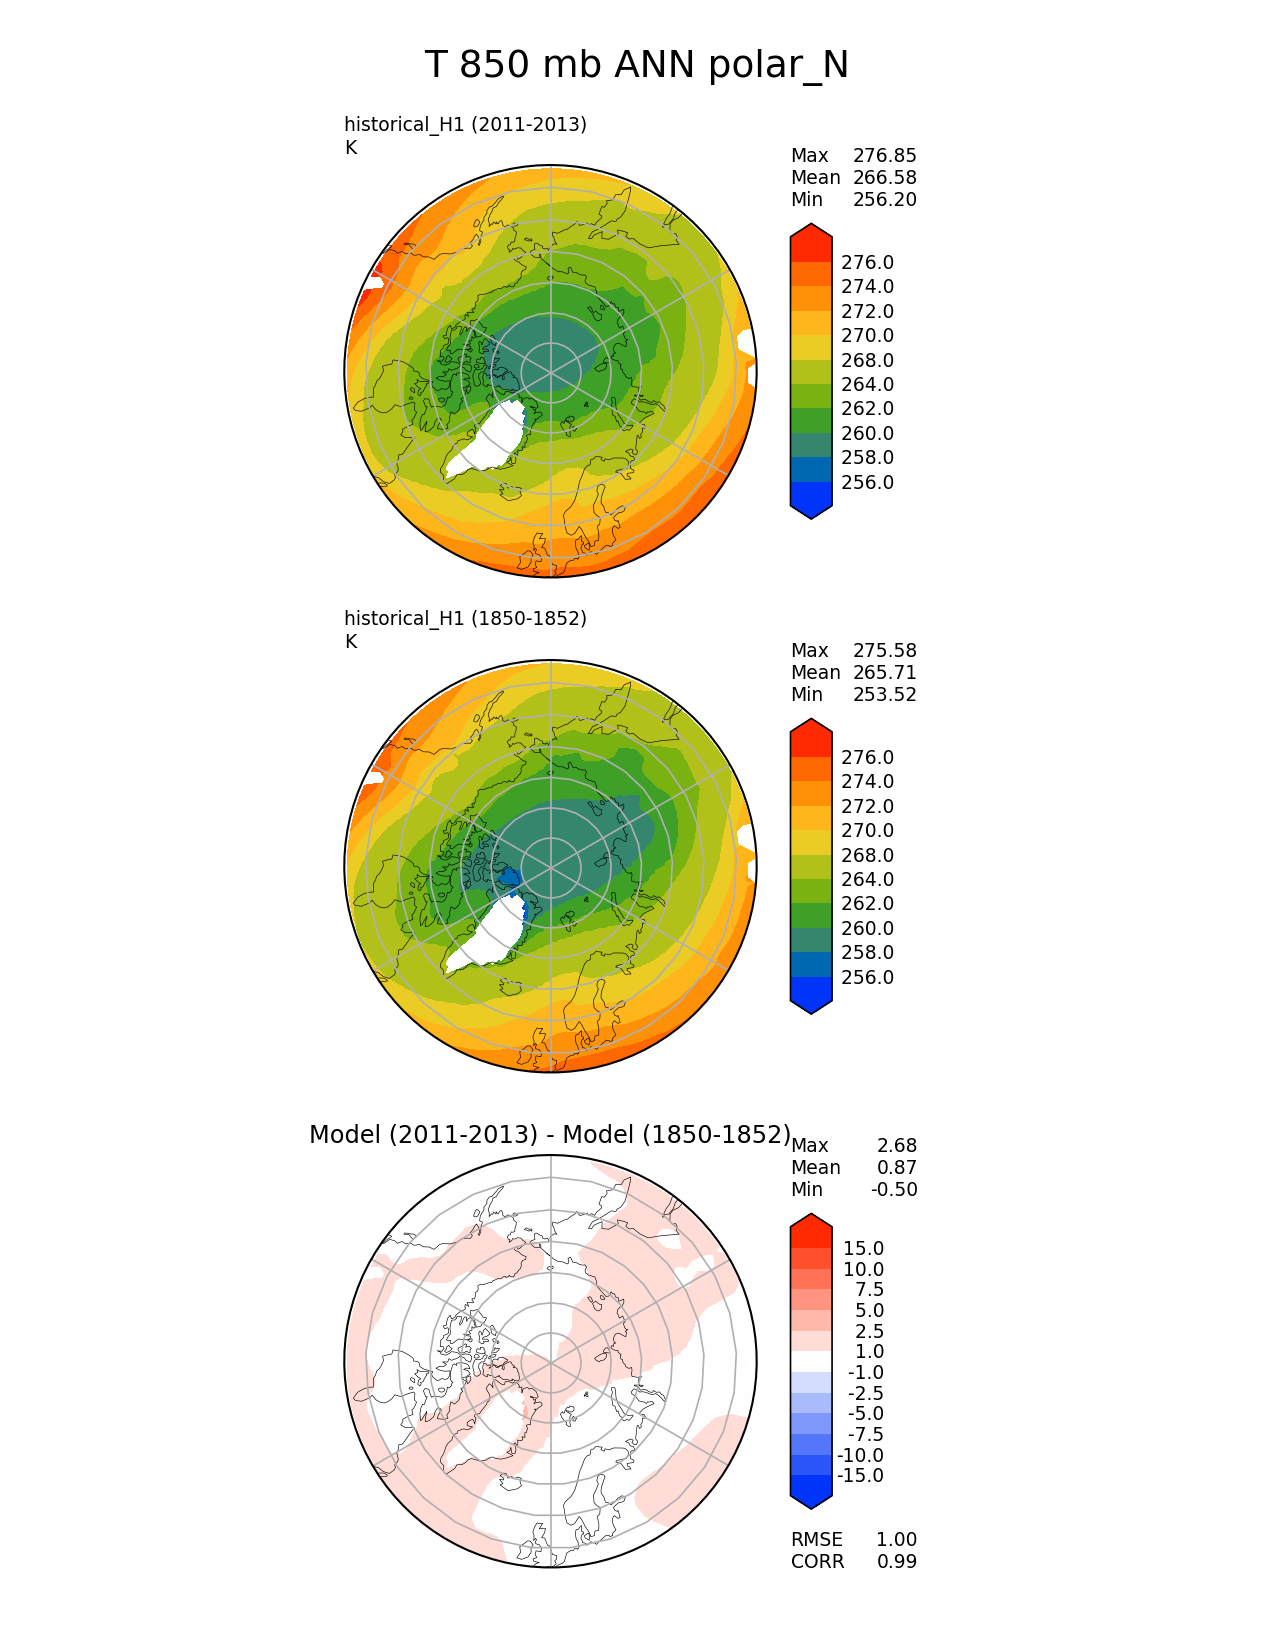 T 850 mb ANN polar_N
historical_H1 (2011-2013)
K
Max 276.85
Mean 266.58
Min 256.20
276.0
274.0
272.0
270.0
268.0
264.0
262.0
260.0
258.0
256.0
historical_H1 (1850-1852)
K
Max 275.58
Mean 265.71
Min 253.52
276.0
274.0
272.0
270.0
268.0
264.0
262.0
260.0
258.0
256.0
Model (2011-2013) - Model (1850-1852)
Max 2.68
Mean 0.87
Min -0.50
15.0
10.0
7.5
5.0
2.5
1.0
-1.0
-2.5
-5.0
-7.5
-10.0
-15.0
RMSE 1.00
CORR 0.99